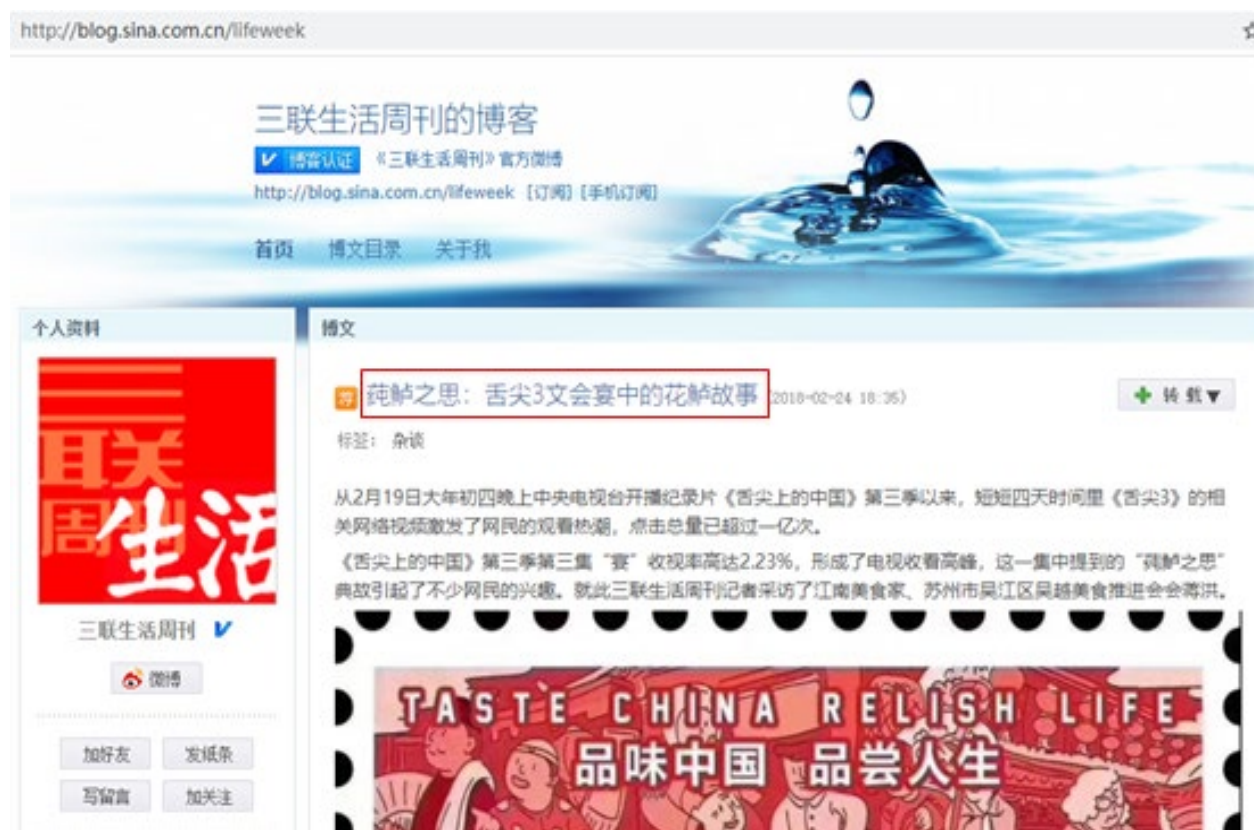 http://blog.sina.com.cn/lifeweek
三联生活周刊的博客
博客认证 《三联生活周刊》官方微博
http://blog.sina.com.cn/lifeweek [订阅] [手机订阅]
首页 博文目录 关于我
个人资料
博文
荐 莼鲈之思：舌尖3文会宴中的花鲈故事 (2018-02-24 18:35)
转载▼
标签： 杂谈
从2月19日大年初四晚上中央电视台开播纪录片《舌尖上的中国》第三季以来，短短四天时间里《舌尖3》的相
关网络视频激发了网民的观看热潮，点击总量已超过一亿次。
《舌尖上的中国》第三季第三集“宴”收视率高达2.23%，形成了电视收看高峰，这一集中提到的“莼鲈之思”
典故引起了不少网民的兴趣。就此三联生活周刊记者采访了江南美食家、苏州市吴江区吴越美食推进会会蒋洪。
联
周刊
生活
三联生活周刊
微博
加好友 发纸条
写留言 加关注
TASTE CHINA RELISH LIFE
品味中国 品尝人生